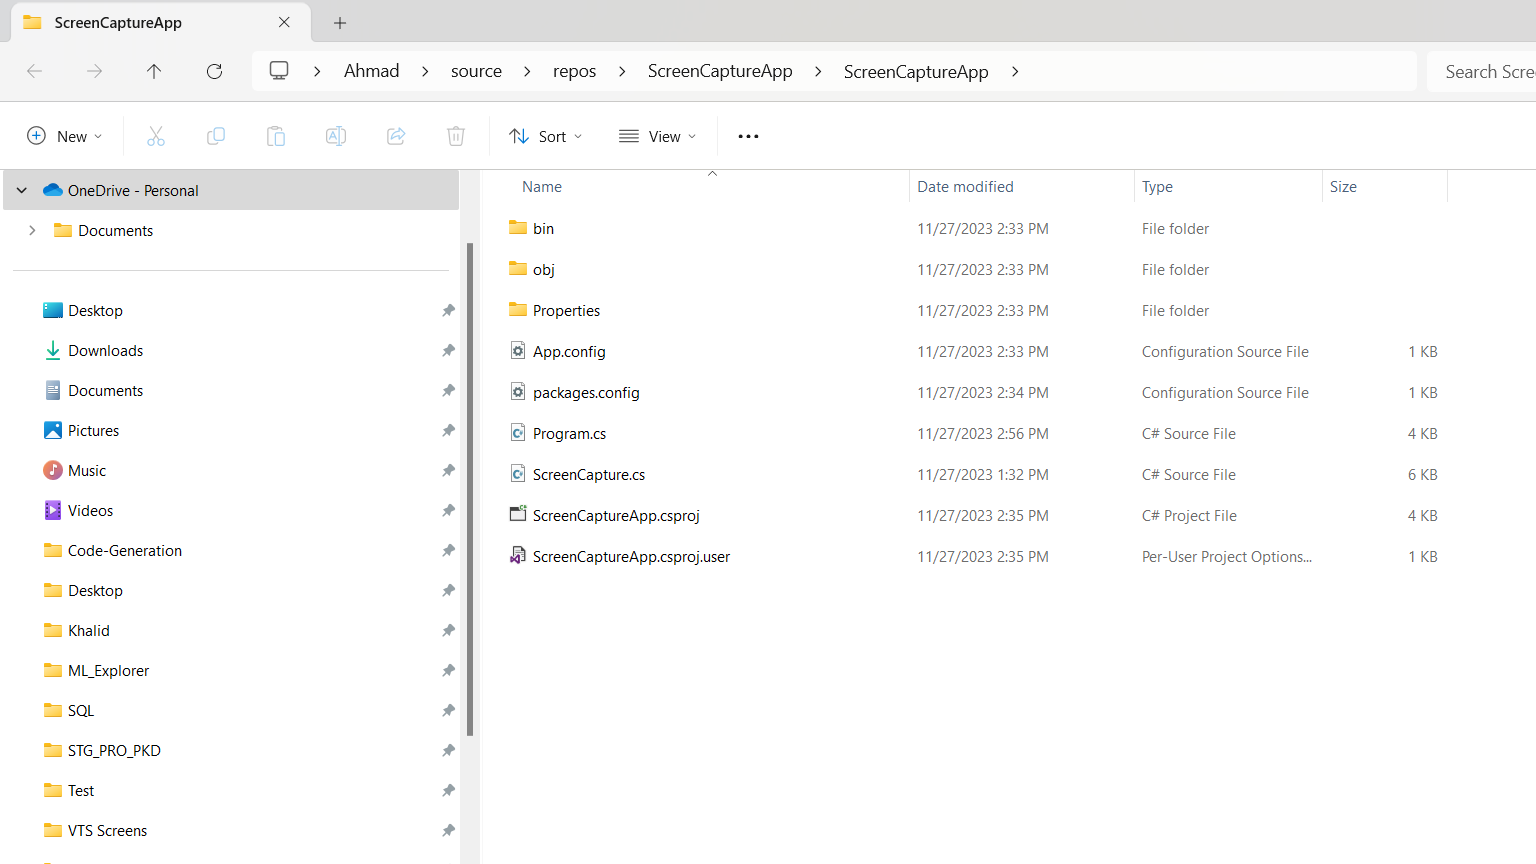 ScreenCaptureApp
Ahmad source repos ScreenCaptureApp ScreenCaptureApp Search Scre
New Sort View
OneDrive - Personal
Documents
Desktop
Downloads
Documents
Pictures
Music
Videos
Code-Generation
Desktop
Khalid
ML_Explorer
SQL
STG_PRO_PKD
Test
VTS Screens
Name Date modified Type Size
bin 11/27/2023 2:33 PM File folder
obj 11/27/2023 2:33 PM File folder
Properties 11/27/2023 2:33 PM File folder
App.config 11/27/2023 2:33 PM Configuration Source File 1 KB
packages.config 11/27/2023 2:34 PM Configuration Source File 1 KB
Program.cs 11/27/2023 2:56 PM C# Source File 4 KB
ScreenCapture.cs 11/27/2023 1:32 PM C# Source File 6 KB
ScreenCaptureApp.csproj 11/27/2023 2:35 PM C# Project File 4 KB
ScreenCaptureApp.csproj.user 11/27/2023 2:35 PM Per-User Project Options... 1 KB